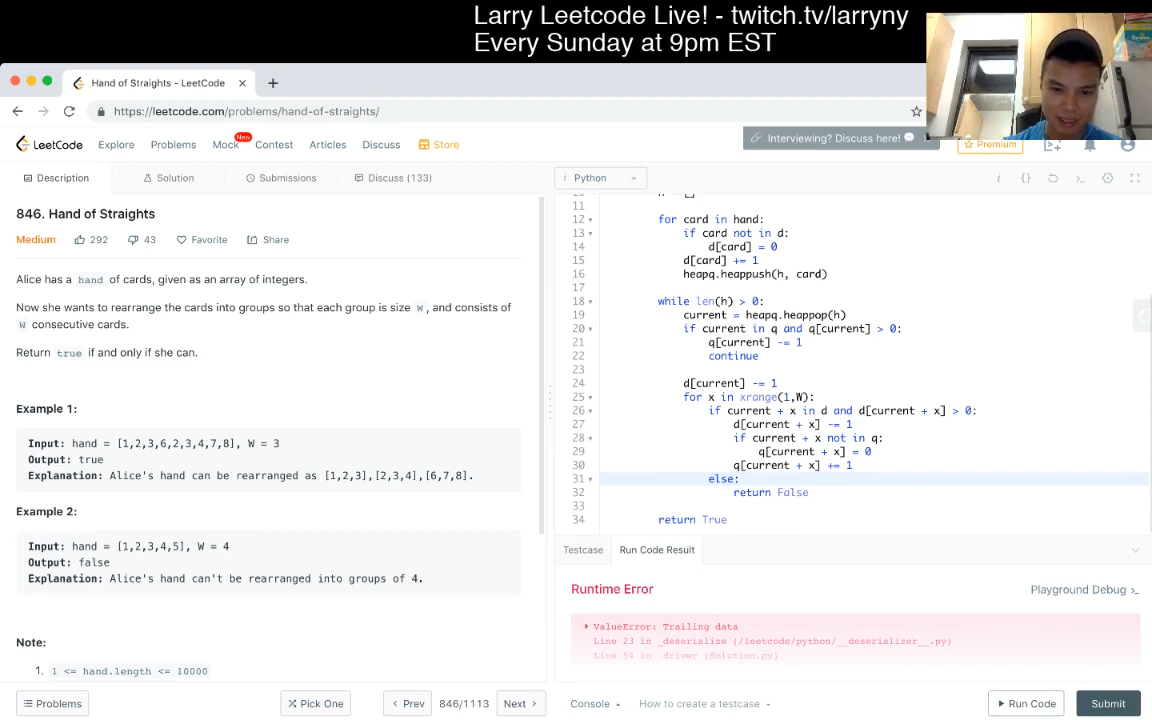 Larry Leetcode Live! - twitch.tv/larryny
Every Sunday at 9pm EST
Hand of Straights - LeetCode
https://leetcode.com/problems/hand-of-straights/
LeetCode Explore Problems Mock New Contest Articles Discuss Store
Interviewing? Discuss here!
Premium
Description Solution Submissions Discuss (133)
i Python
846. Hand of Straights
Medium 292 43 Favorite Share
Alice has a hand of cards, given as an array of integers.
Now she wants to rearrange the cards into groups so that each group is size W, and consists of
W consecutive cards.
Return true if and only if she can.
Example 1:
Input: hand = [1,2,3,6,2,3,4,7,8], W = 3
Output: true
Explanation: Alice's hand can be rearranged as [1,2,3],[2,3,4],[6,7,8].
Example 2:
Input: hand = [1,2,3,4,5], W = 4
Output: false
Explanation: Alice's hand can't be rearranged into groups of 4.
Note:
1. 1 <= hand.length <= 10000
11
12 for card in hand:
13 if card not in d:
14 d[card] = 0
15 d[card] += 1
16 heapq.heappush(h, card)
17
18 while len(h) > 0:
19 current = heapq.heappop(h)
20 if current in q and q[current] > 0:
21 q[current] -= 1
22 continue
23
24 d[current] -= 1
25 for x in xrange(1,W):
26 if current + x in d and d[current + x] > 0:
27 d[current + x] -= 1
28 if current + x not in q:
29 q[current + x] = 0
30 q[current + x] += 1
31 else:
32 return False
33
34 return True
Testcase Run Code Result
Runtime Error
Playground Debug
ValueError: Trailing data
Line 23 in _deserialize (/leetcode/python/__deserializer__.py)
Line 54 in _driver (Solution.py)
Problems Pick One Prev 846/1113 Next Console How to create a testcase Run Code Submit